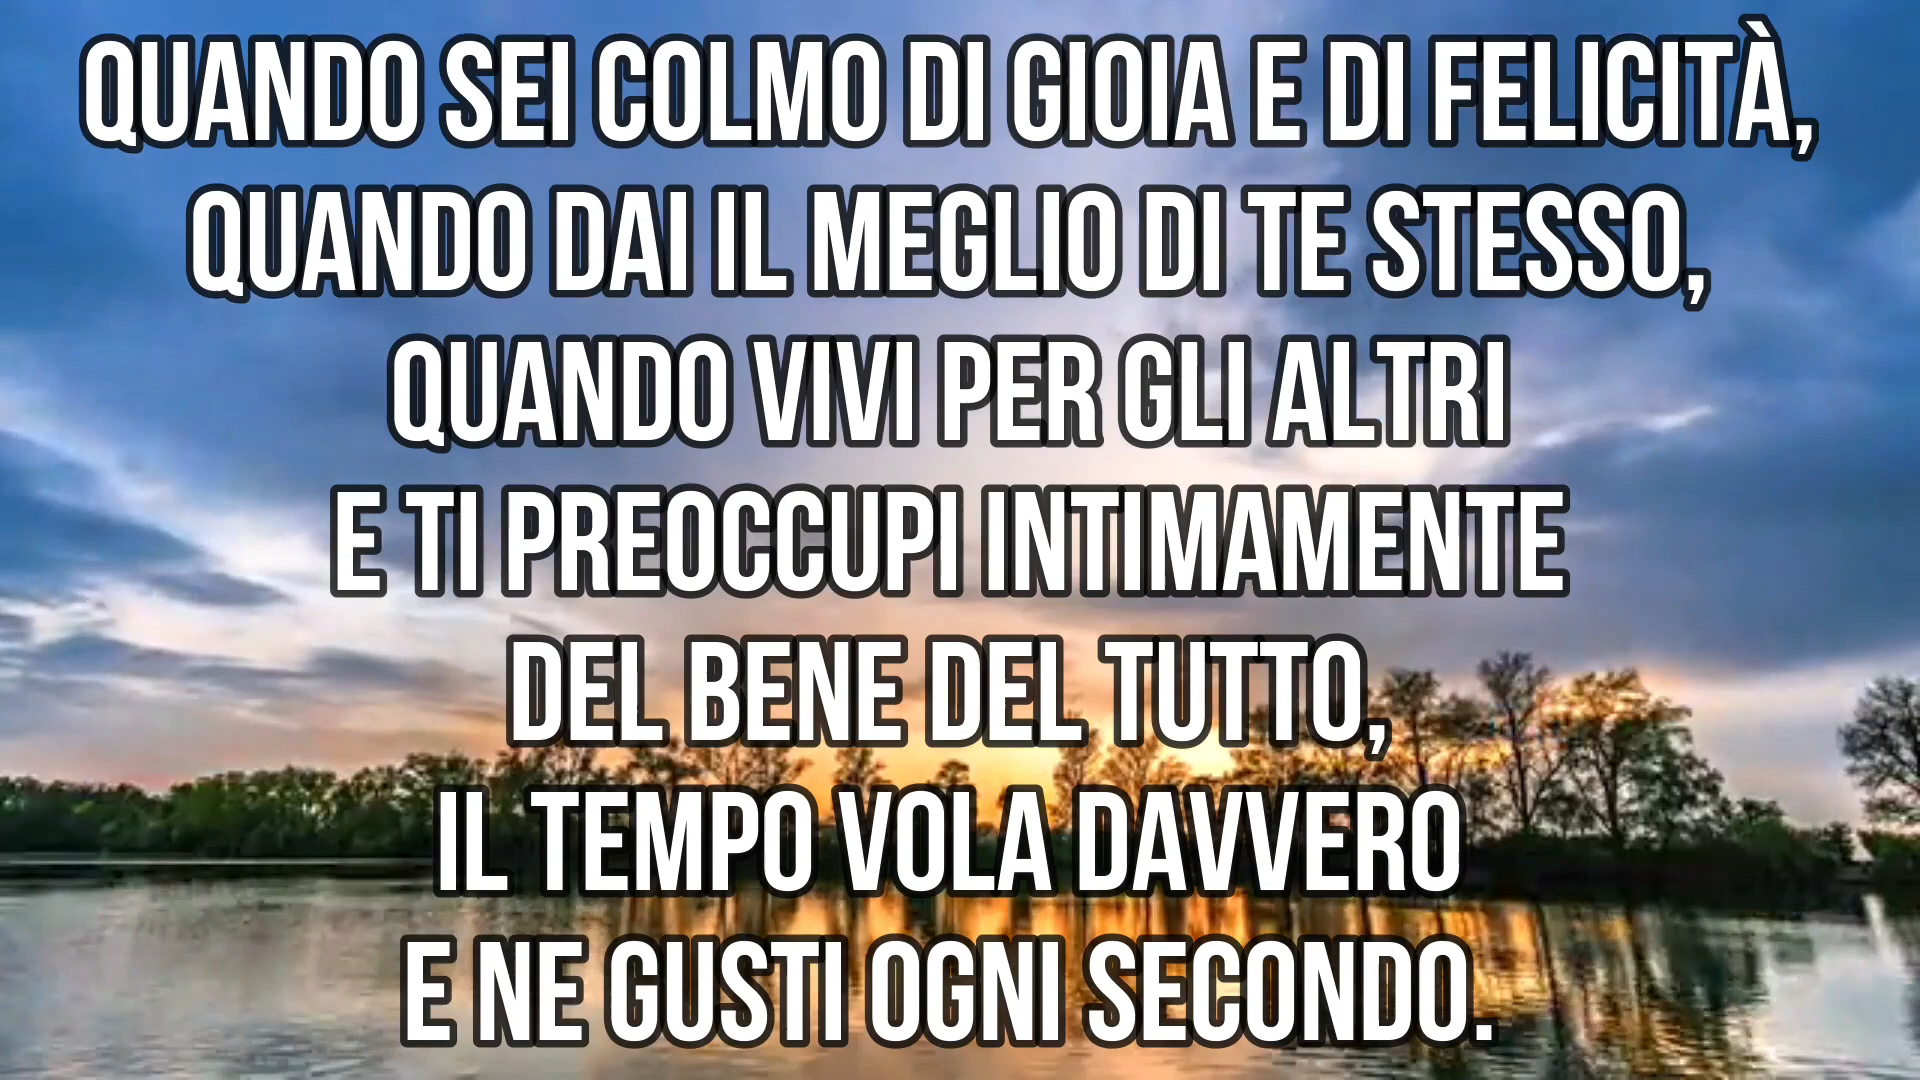 QUANDO SEI COLMO DI GIOIA E DI FELICITÀ,
QUANDO DAI IL MEGLIO DI TE STESSO,
QUANDO VIVI PER GLI ALTRI
E TI PREOCCUPI INTIMAMENTE
DEL BENE DEL TUTTO,
IL TEMPO VOLA DAVVERO
E NE GUSTI OGNI SECONDO.